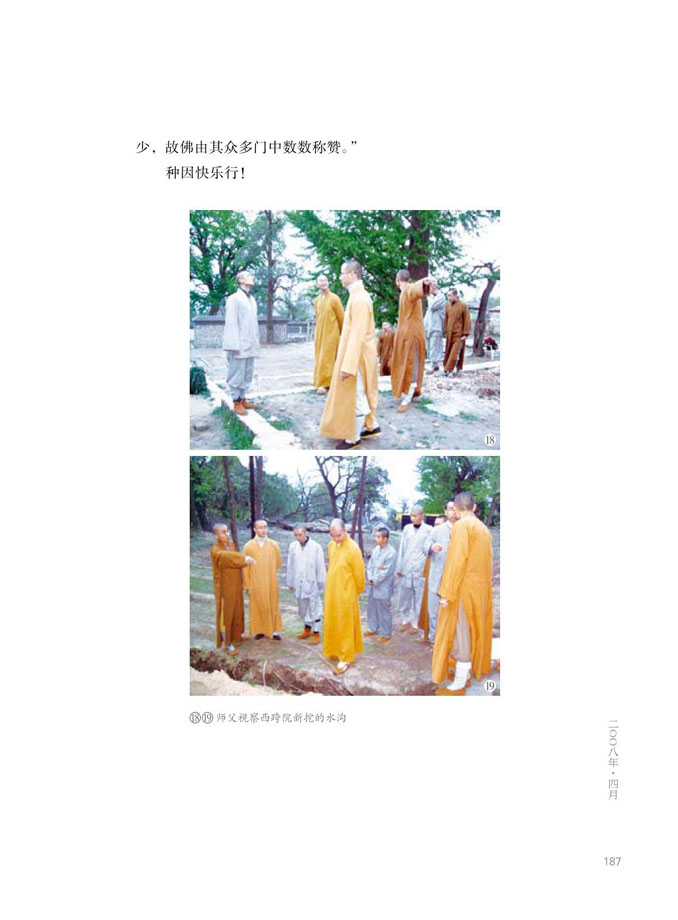 少，故佛由其众多门中数数称赞。”
种因快乐行！
⑱
⑲
⑱⑲ 师父视察西跨院新挖的水沟
二〇〇八年·四月
187